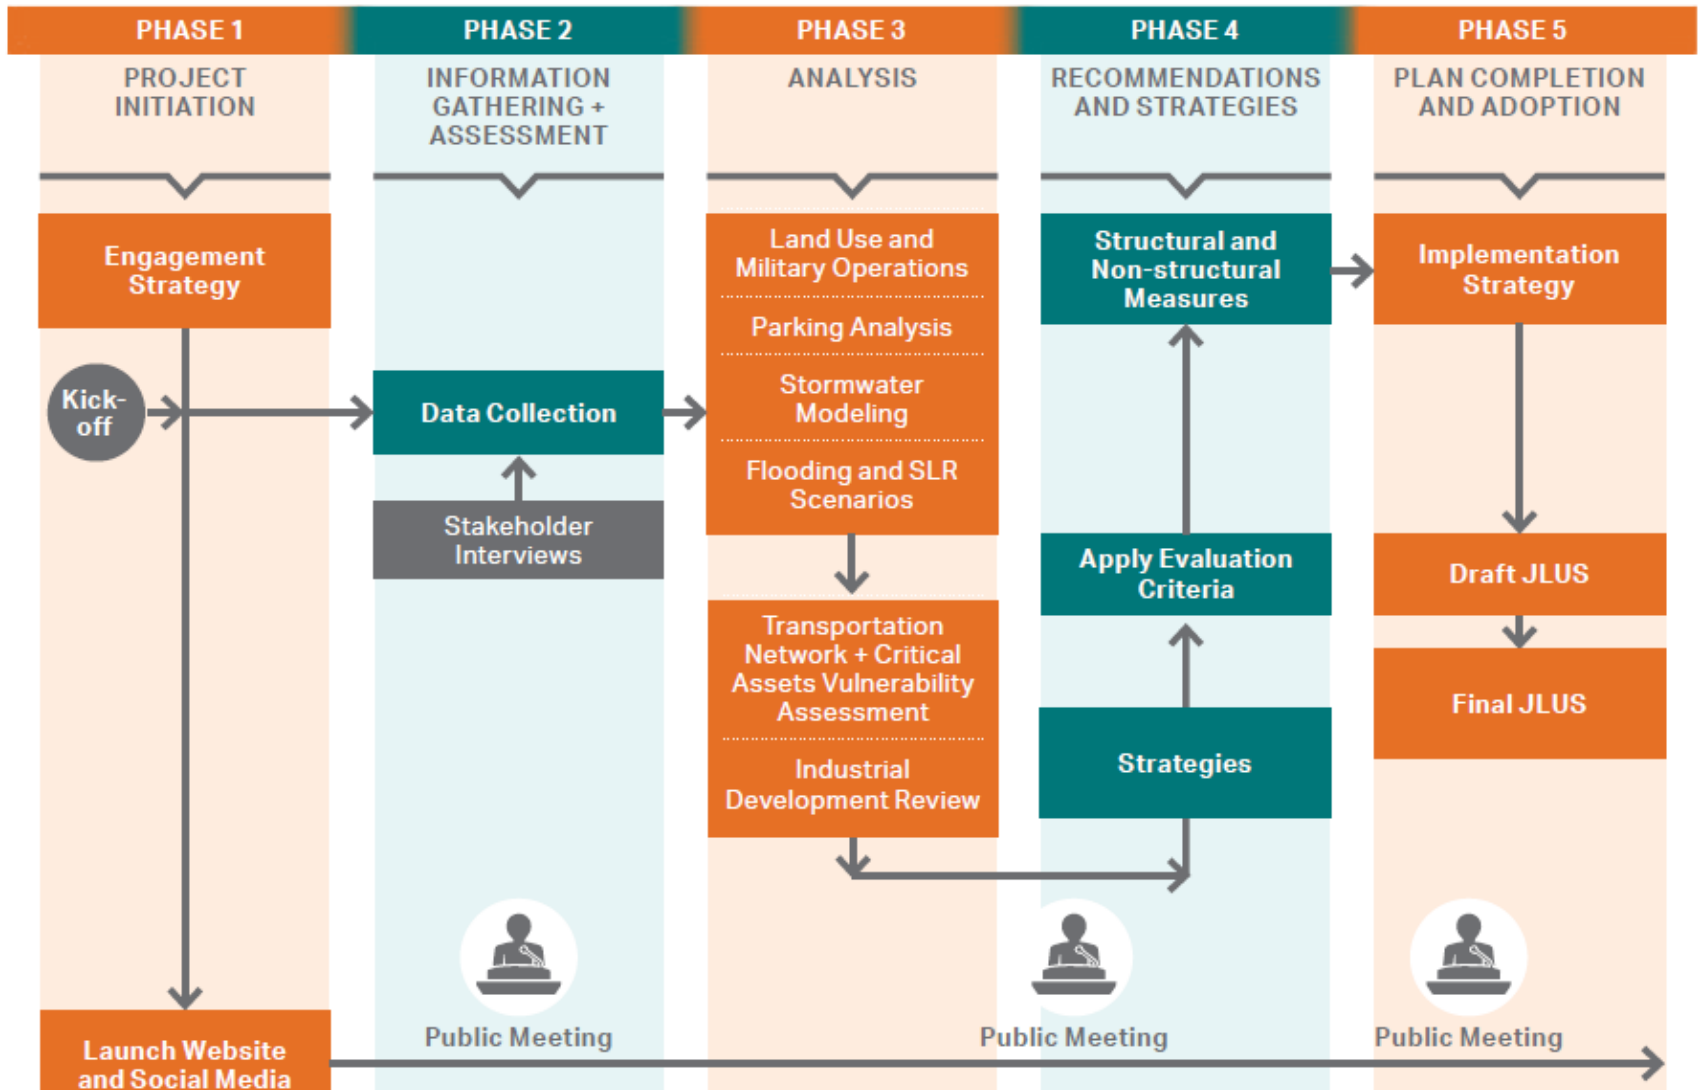 PHASE 1
PHASE 2
PHASE 3
PHASE 4
PHASE 5
PROJECT
INITIATION
INFORMATION
GATHERING +
ASSESSMENT
ANALYSIS
RECOMMENDATIONS
AND STRATEGIES
PLAN COMPLETION
AND ADOPTION
Engagement
Strategy
Kick-
off
Launch Website
and Social Media
Data Collection
Stakeholder
Interviews
Public Meeting
Land Use and
Military Operations
Parking Analysis
Stormwater
Modeling
Flooding and SLR
Scenarios
Transportation
Network + Critical
Assets Vulnerability
Assessment
Industrial
Development Review
Structural and
Non-structural
Measures
Apply Evaluation
Criteria
Strategies
Public Meeting
Implementation
Strategy
Draft JLUS
Final JLUS
Public Meeting